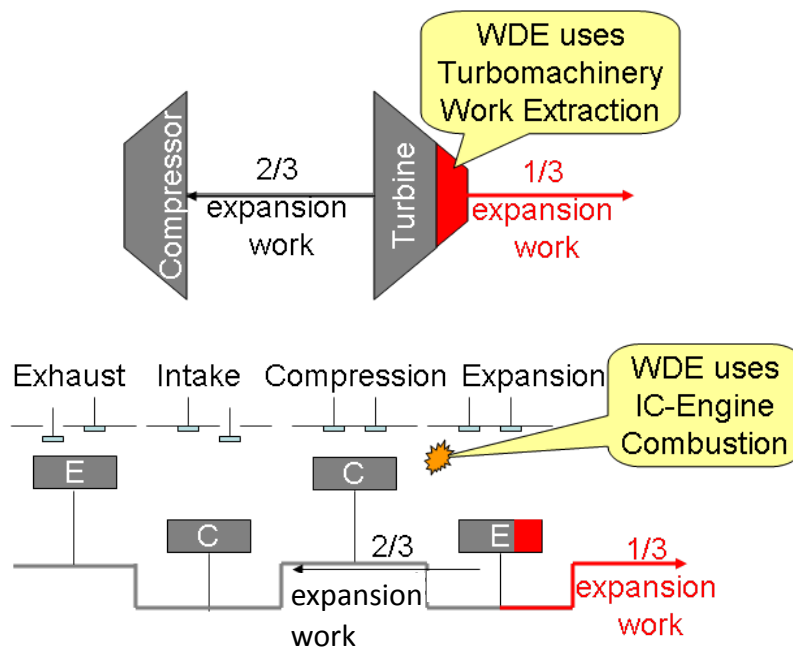 WDE uses
Turbomachinery
Work Extraction
Compressor
2/3
expansion
work
Turbine
1/3
expansion
work
Exhaust Intake Compression Expansion
WDE uses
IC-Engine
Combustion
E
C
C
E
2/3
expansion
work
1/3
expansion
work